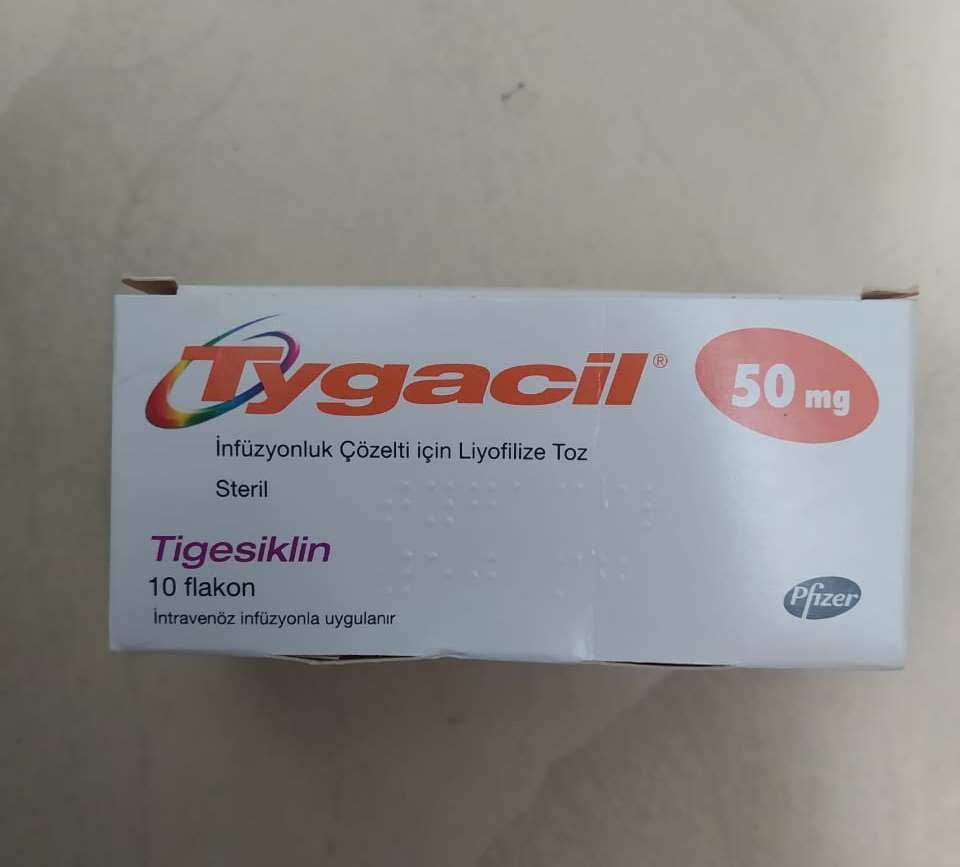 Tygacil®
50 mg
İnfüzyonluk Çözelti için Liyofilize Toz
Steril
Tigesiklin
10 flakon
İntravenöz infüzyonla uygulanır
Pfizer